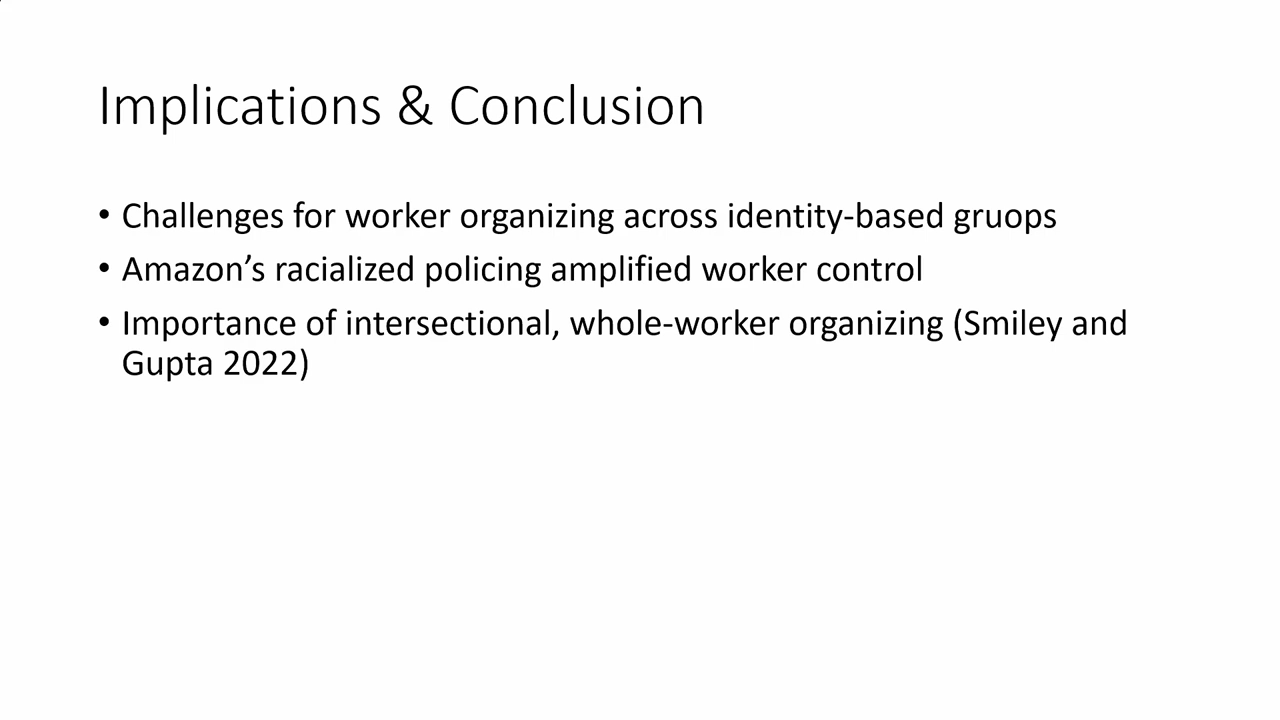 Implications & Conclusion
• Challenges for worker organizing across identity-based gruops
• Amazon’s racialized policing amplified worker control
• Importance of intersectional, whole-worker organizing (Smiley and
Gupta 2022)